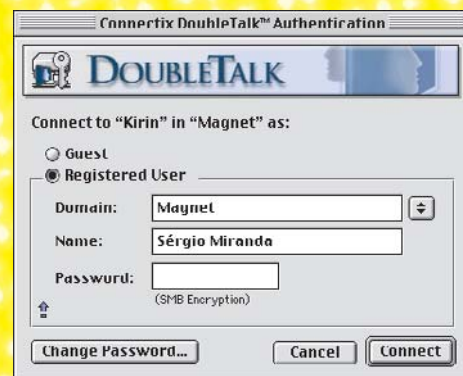 Connectix DoubleTalk™ Authentication
DOUBLETALK
Connect to “Kirin” in “Magnet” as:
Guest
Registered User
Domain: Magnet
Name: Sérgio Miranda
Password:
(SMB Encryption)
Change Password... Cancel Connect